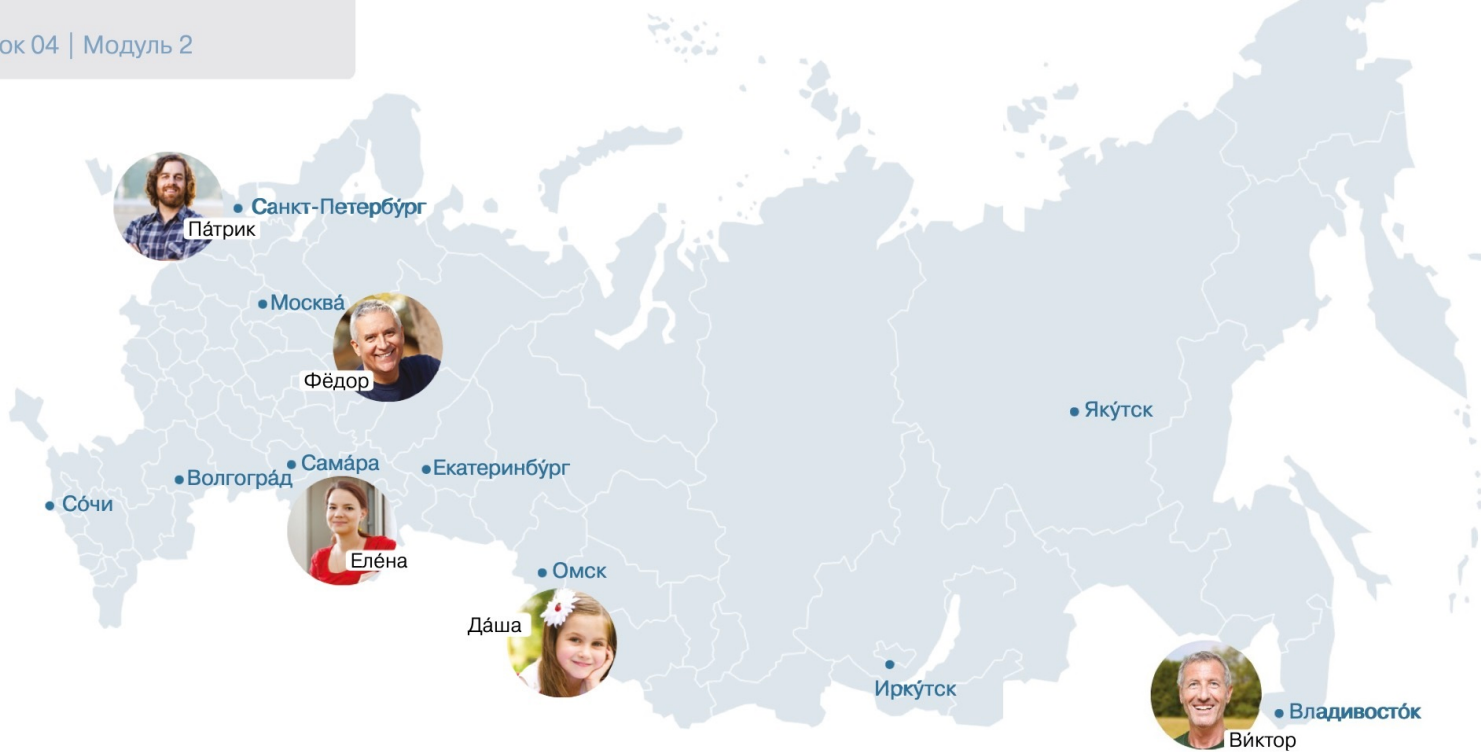 ок 04 | Модуль 2
Санкт-Петербу́рг
Па́трик
Москва́
Фёдор
Яку́тск
Сама́ра
Екатеринбу́рг
Волгогра́д
Со́чи
Еле́на
Омск
Да́ша
Ирку́тск
Владивосто́к
Ви́ктор